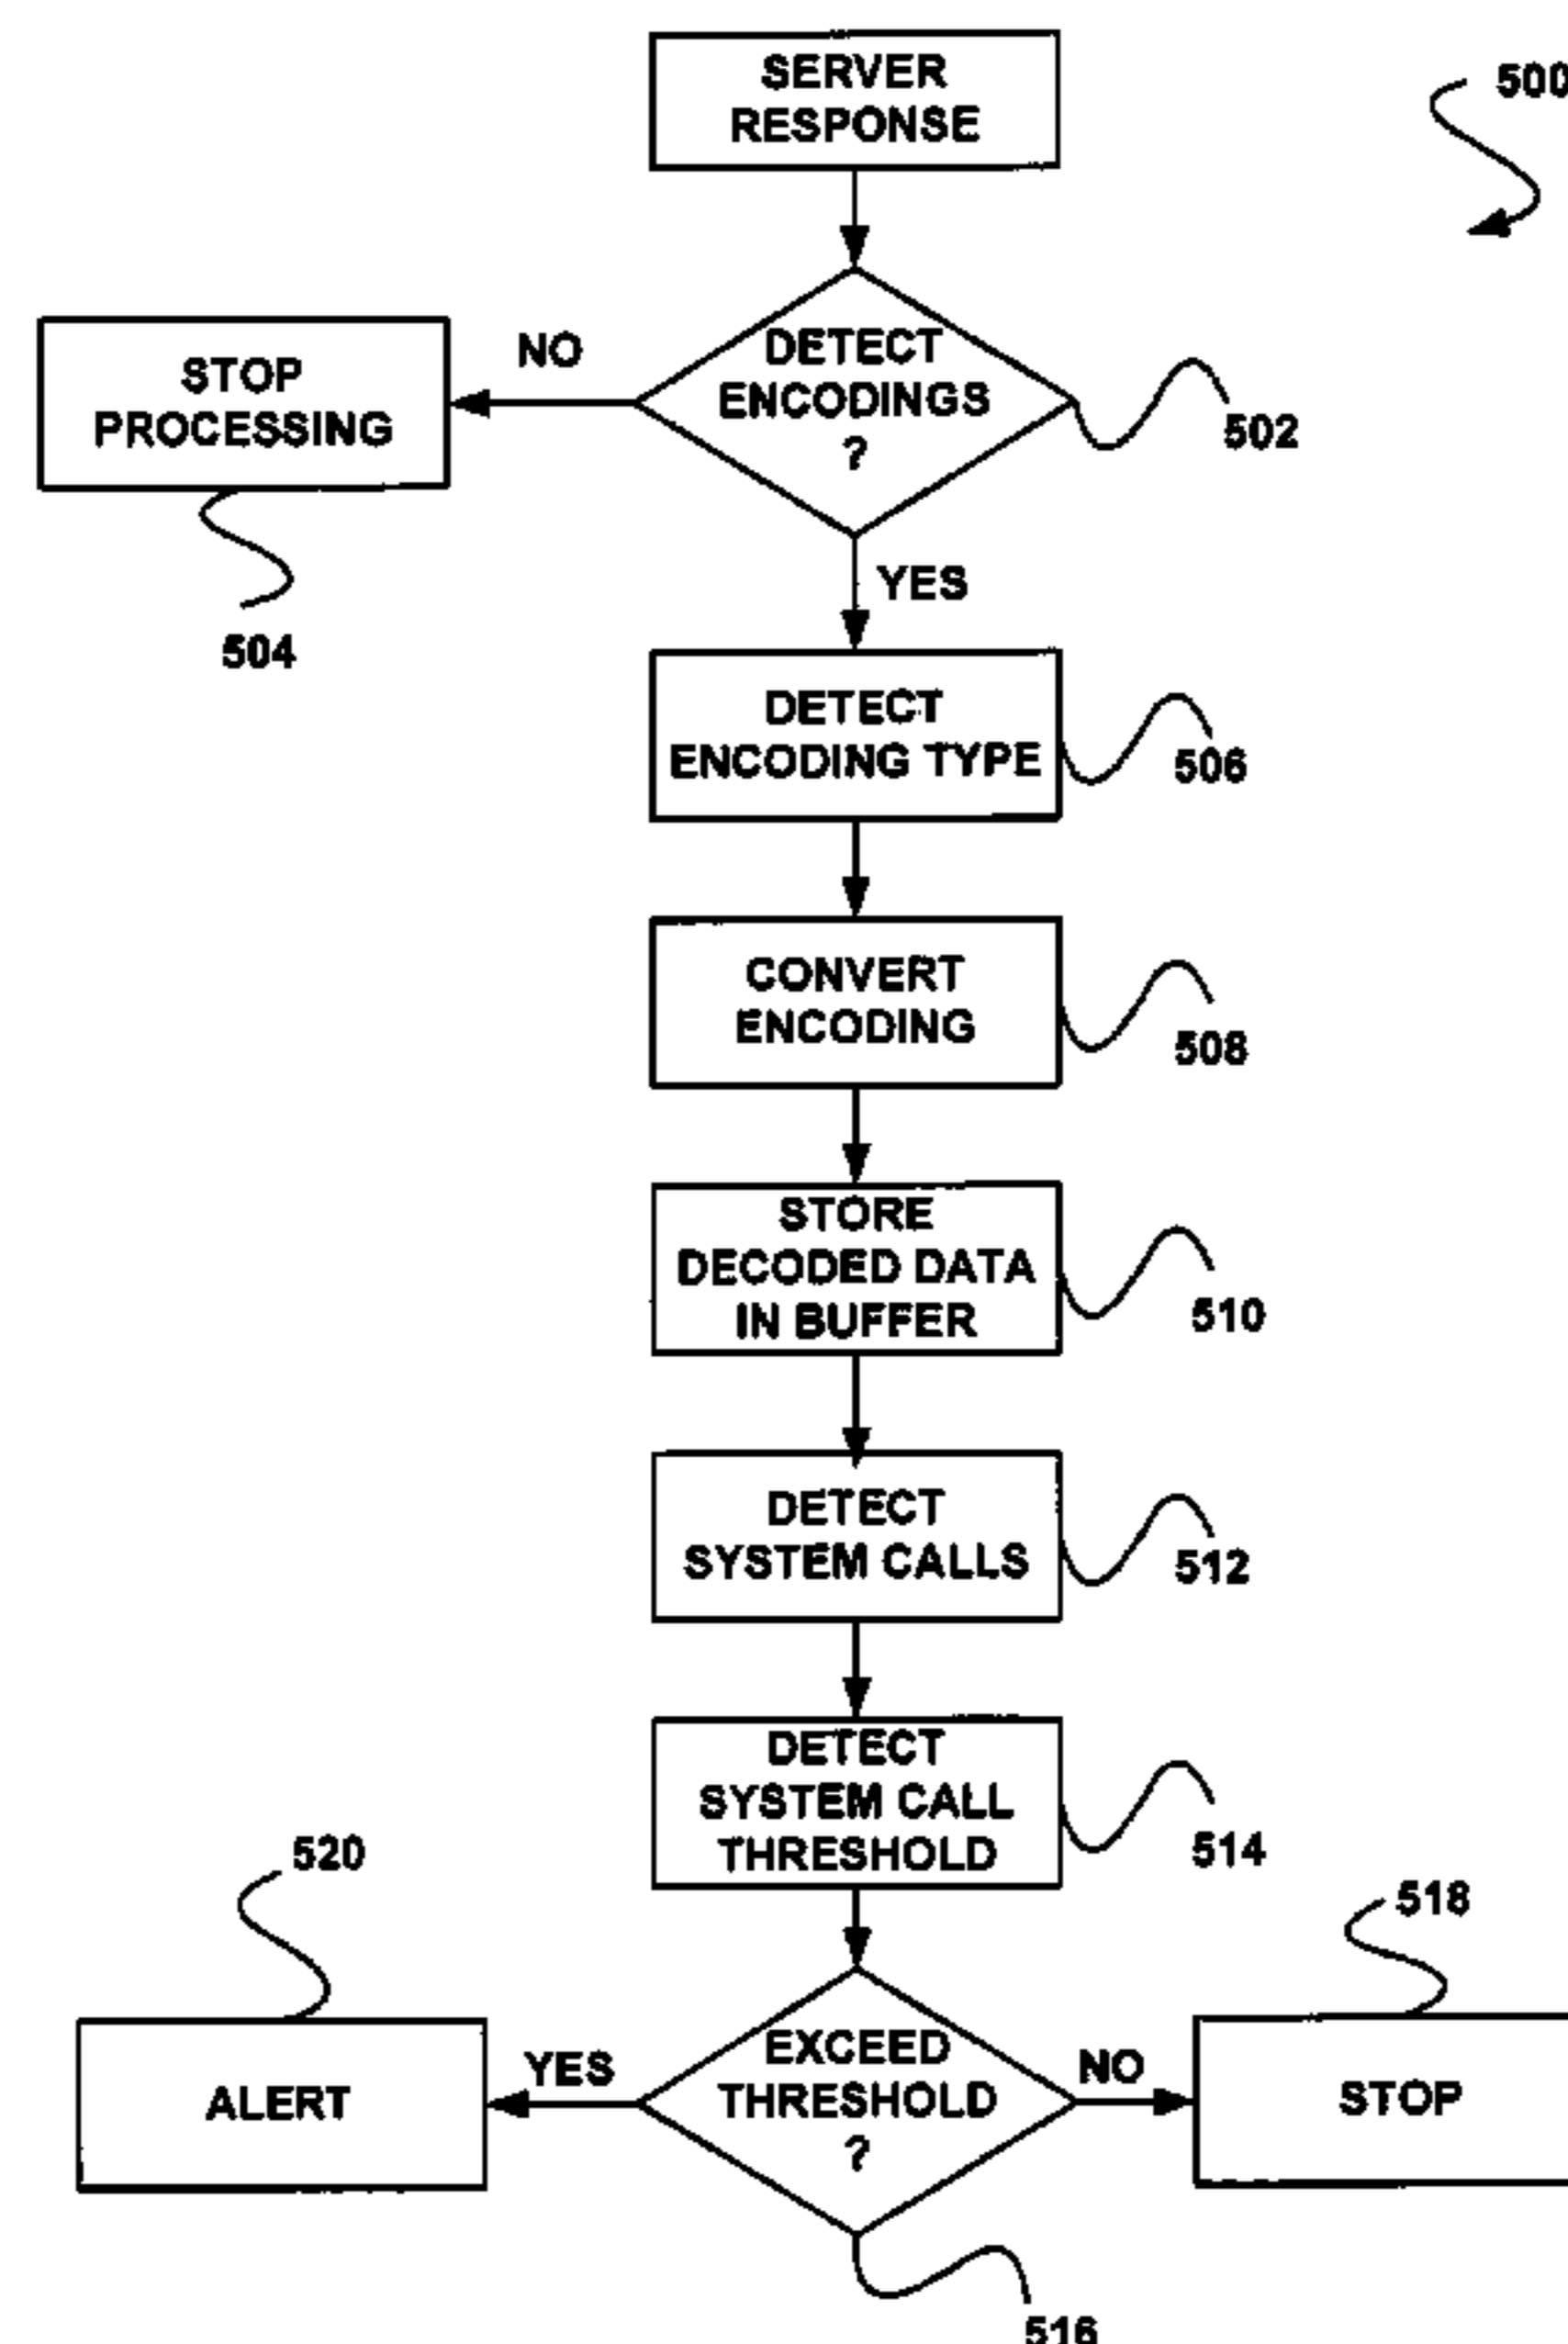 SERVER
RESPONSE
500
DETECT
ENCODINGS
?
NO
STOP
PROCESSING
502
504
YES
DETECT
ENCODING TYPE
506
CONVERT
ENCODING
508
STORE
DECODED DATA
IN BUFFER
510
DETECT
SYSTEM CALLS
512
DETECT
SYSTEM CALL
THRESHOLD
514
520
518
EXCEED
THRESHOLD
?
YES
NO
ALERT
STOP
516